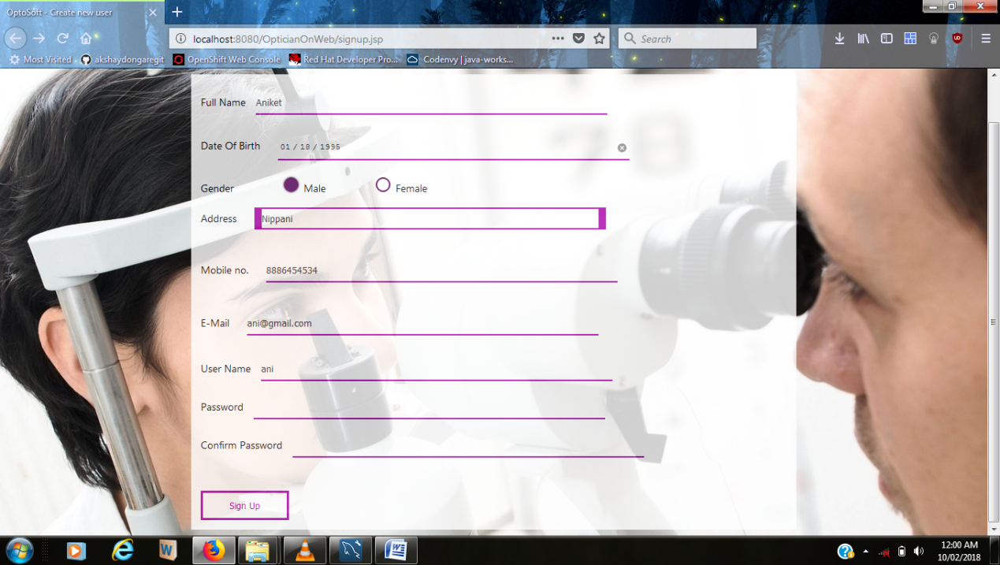 OptoSoft - Create new user
localhost:8080/OpticianOnWeb/signup.jsp
Search
Most Visited akshaydongaregit OpenShift Web Console Red Hat Developer Pro... Codenvy | java-works...
Full Name Aniket
Date Of Birth 01 / 18 / 1995
Gender Male Female
Address Nippani
Mobile no. 8886454534
E-Mail ani@gmail.com
User Name ani
Password
Confirm Password
Sign Up
12:00 AM
10/02/2018